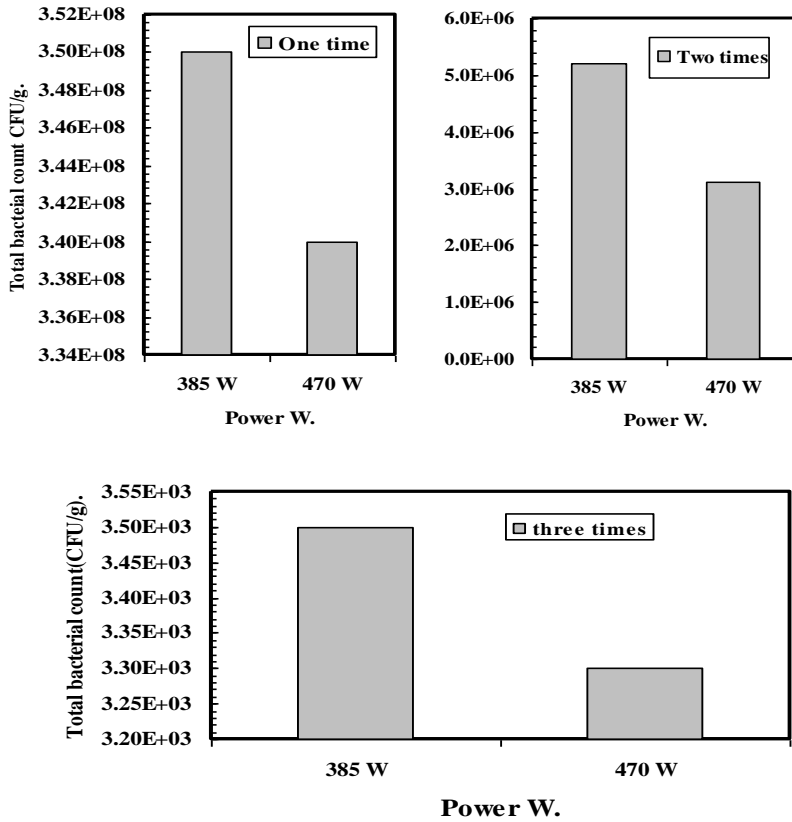 Total bacteial count CFU/g.
3.52E+08
3.50E+08
3.48E+08
3.46E+08
3.44E+08
3.42E+08
3.40E+08
3.38E+08
3.36E+08
3.34E+08
One time
385 W
470 W
Power W.
6.0E+06
5.0E+06
4.0E+06
3.0E+06
2.0E+06
1.0E+06
0.0E+00
Two times
385 W
470 W
Power W.
Total bacterial count(CFU/g).
3.55E+03
3.50E+03
3.45E+03
3.40E+03
3.35E+03
3.30E+03
3.25E+03
3.20E+03
three times
385 W
470 W
Power W.